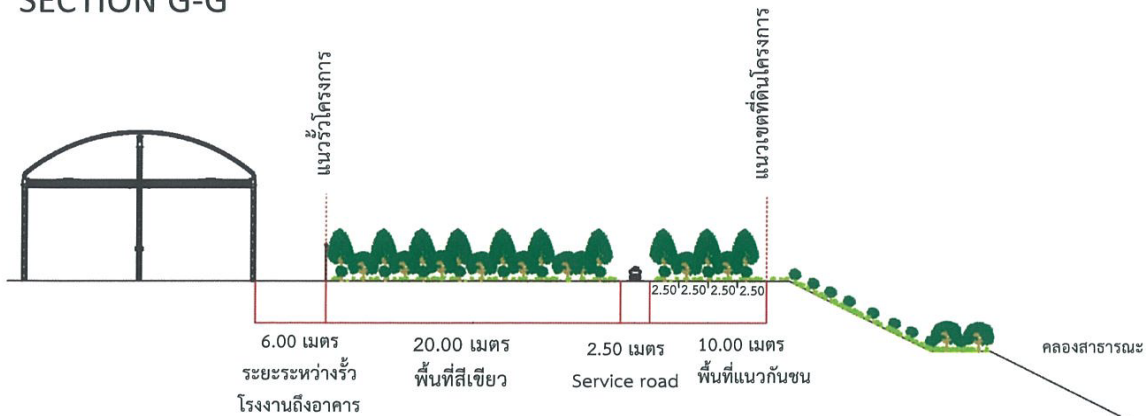 SECTION G-G
แนวรั้วโครงการ
แนวเขตที่ดินโครงการ
2.50 2.50 2.50 2.50
6.00 เมตร
ระยะระหว่างรั้ว
โรงงานถึงอาคาร
20.00 เมตร
พื้นที่สีเขียว
2.50 เมตร
Service road
10.00 เมตร
พื้นที่แนวกันชน
คลองสาธารณะ